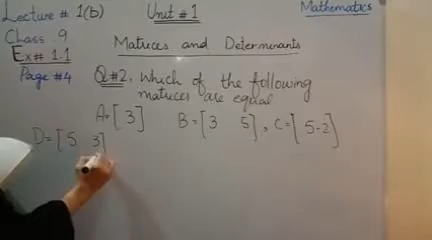 Lecture # 1(b)
Unit # 1
Mathematics
Class 9
Ex # 1.1
Matrices and Determinants
Page #4
Q#2. Which of the following
matrices are equal
A=[ 3 ]
B=[3 5], C=[ 5-2 ]
D=[5 3]